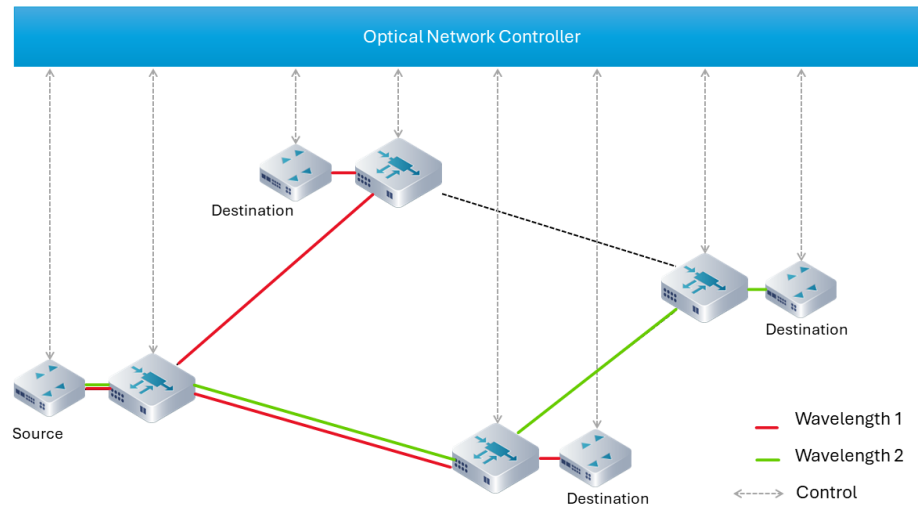 Optical Network Controller
Destination
Destination
Source
Destination
Wavelength 1
Wavelength 2
Control